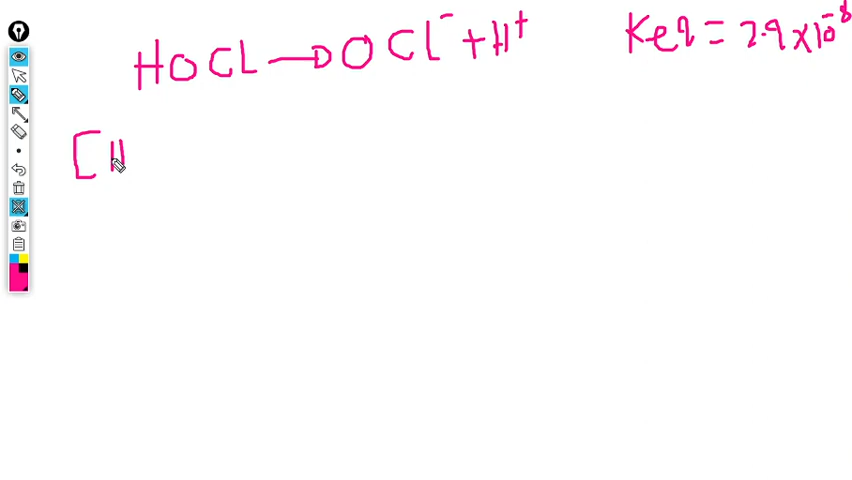 HOCL → OCl⁻ + H⁺ Keq = 2.9 × 10⁻⁸
[H